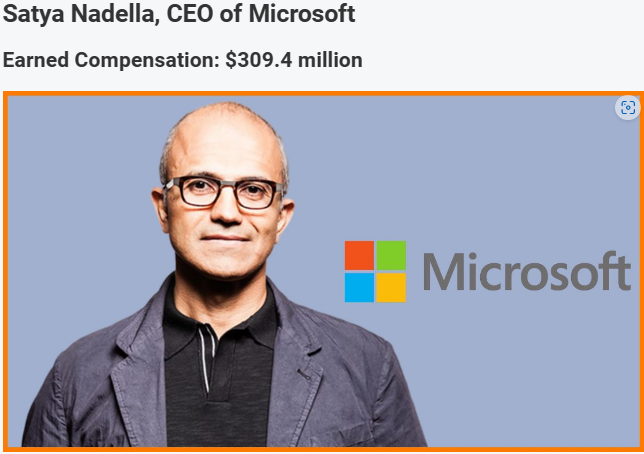 Satya Nadella, CEO of Microsoft
Earned Compensation: $309.4 million
Microsoft